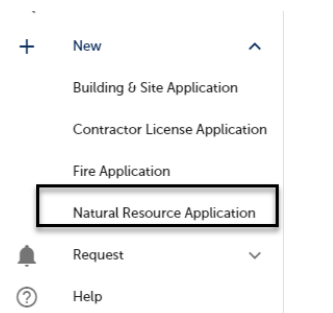 New
Building & Site Application
Contractor License Application
Fire Application
Natural Resource Application
Request
Help